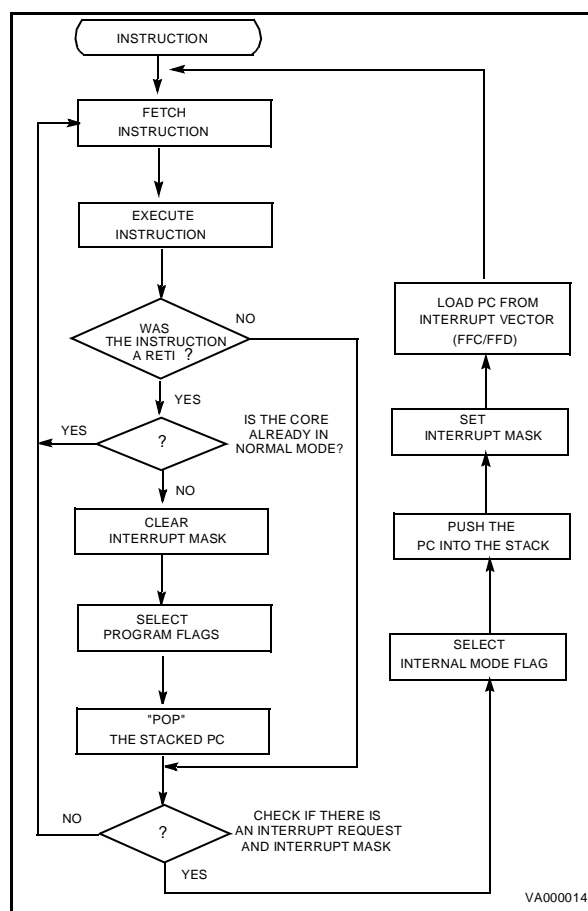 INSTRUCTION
FETCH
INSTRUCTION
EXECUTE
INSTRUCTION
WAS
THE INSTRUCTION
A RETI ?
NO
YES
YES
?
IS THE CORE
ALREADY IN
NORMAL MODE?
NO
CLEAR
INTERRUPT MASK
SELECT
PROGRAM FLAGS
"POP"
THE STACKED PC
NO
?
CHECK IF THERE IS
AN INTERRUPT REQUEST
AND INTERRUPT MASK
YES
LOAD PC FROM
INTERRUPT VECTOR
(FFC/FFD)
SET
INTERRUPT MASK
PUSH THE
PC INTO THE STACK
SELECT
INTERNAL MODE FLAG
VA000014